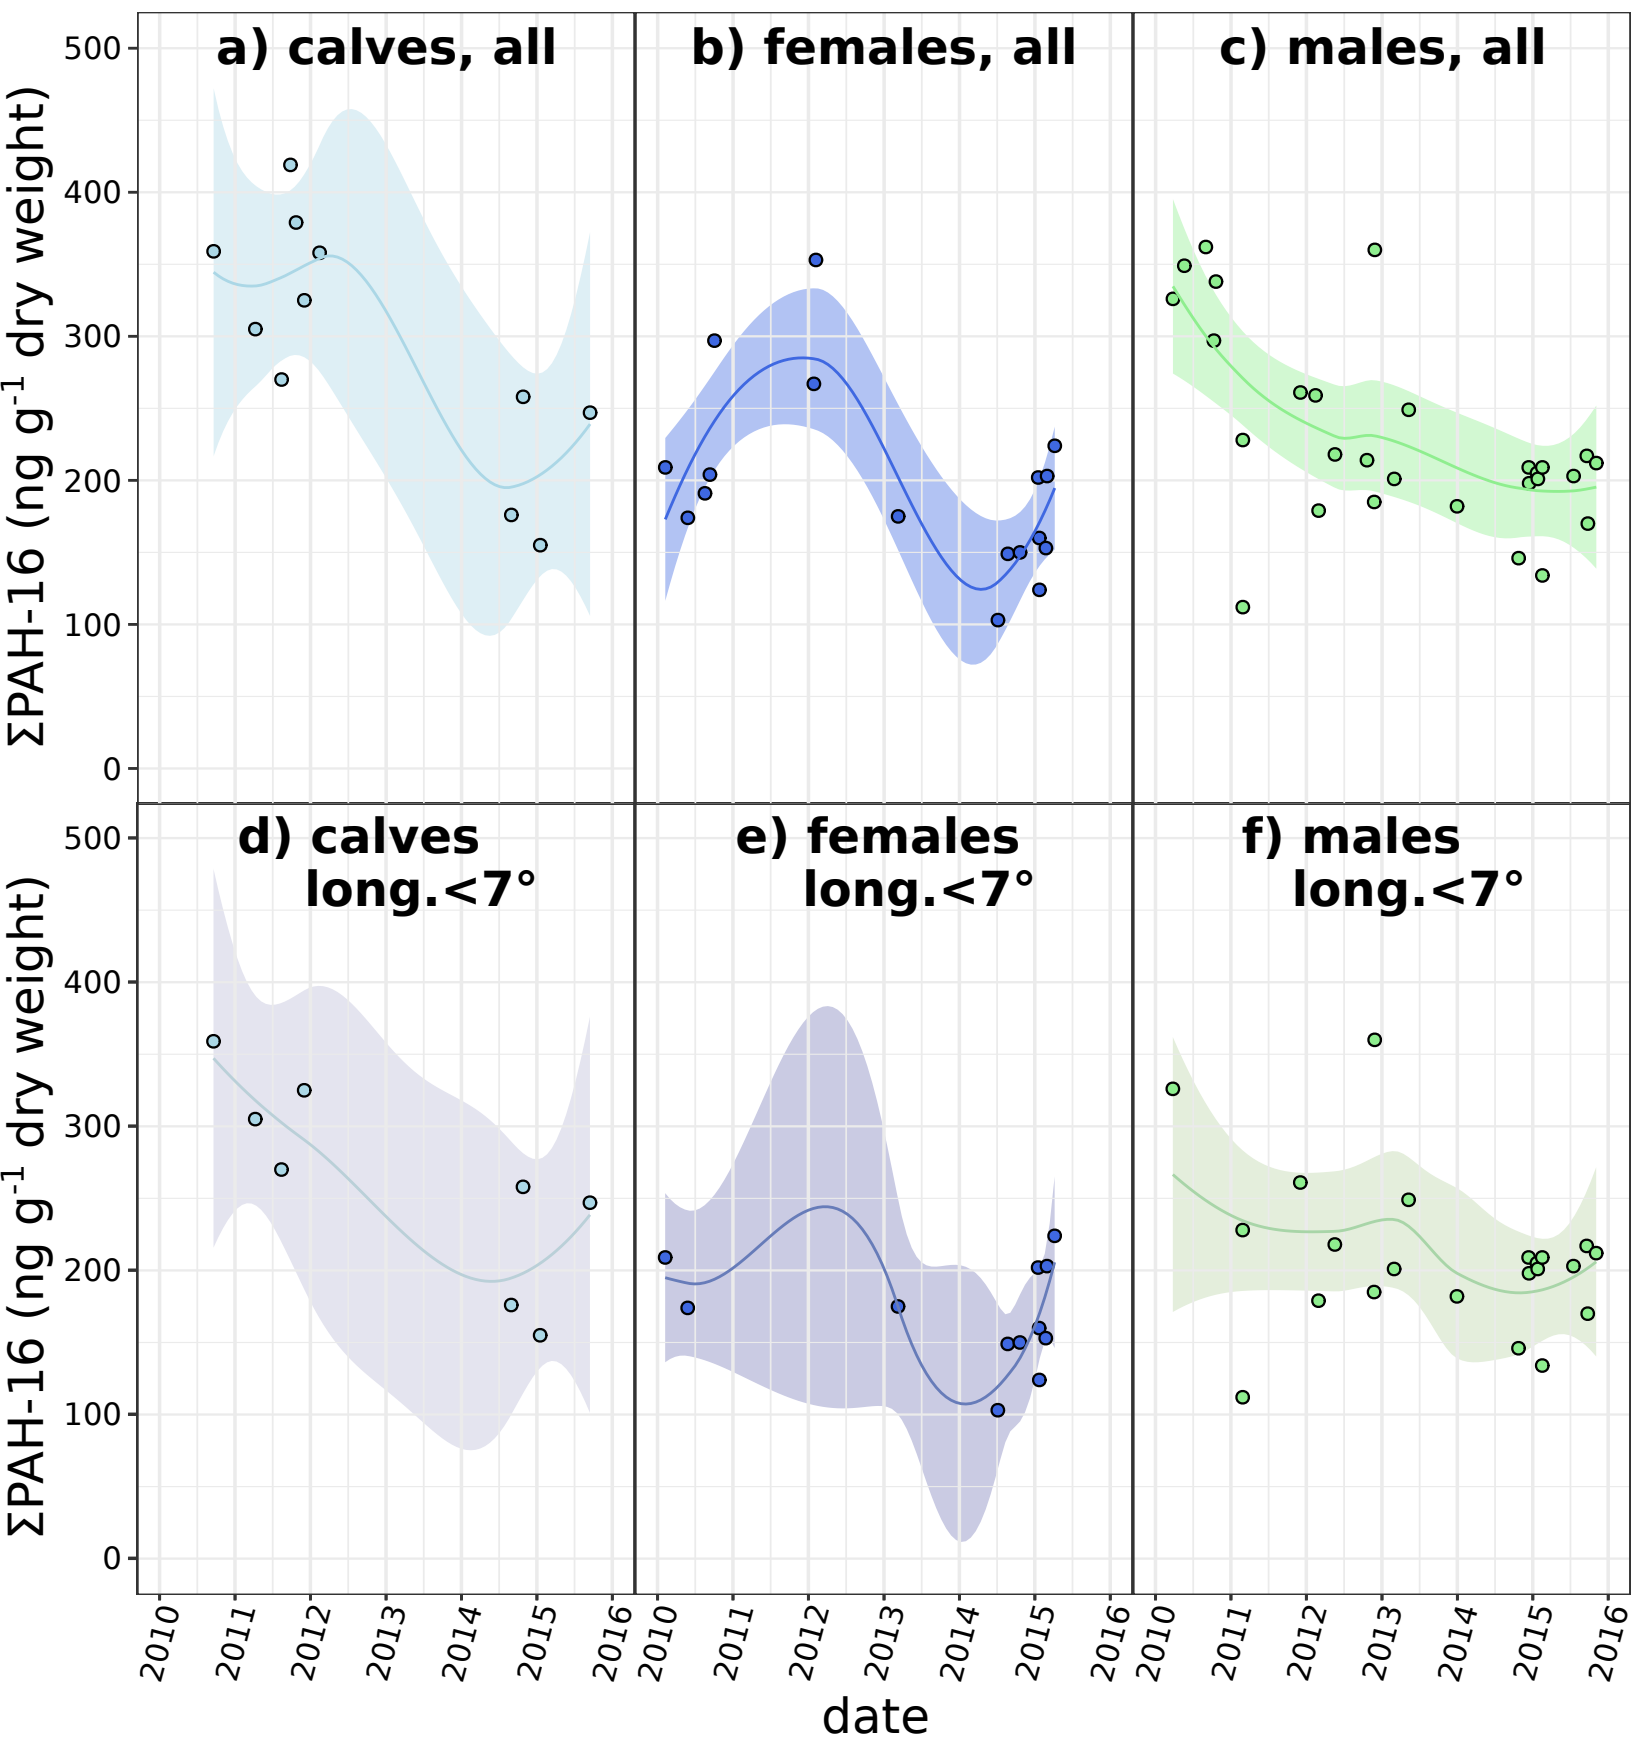 a) calves, all
b) females, all
c) males, all
500
400
300
200
100
0
ΣPAH-16 (ng g-1 dry weight)
d) calves
long.<7°
e) females
long.<7°
f) males
long.<7°
500
400
300
200
100
0
ΣPAH-16 (ng g-1 dry weight)
2010 2011 2012 2013 2014 2015 2016
2010 2011 2012 2013 2014 2015 2016
2010 2011 2012 2013 2014 2015 2016
date